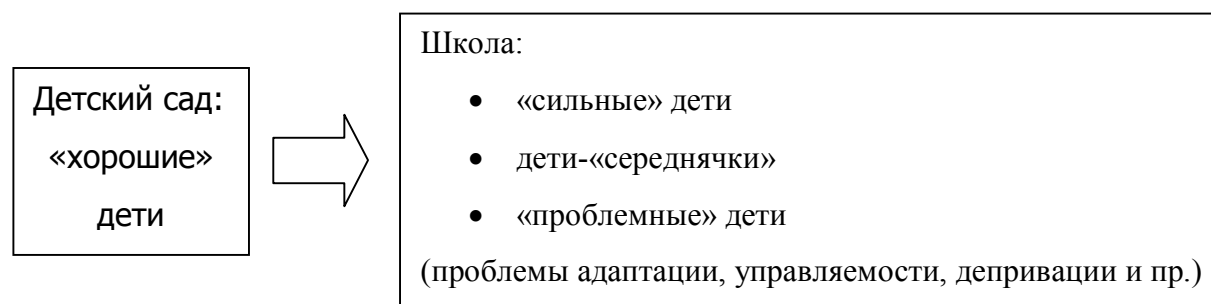 Детский сад:
«хорошие»
дети
Школа:
• «сильные» дети
• дети-«середнячки»
• «проблемные» дети
(проблемы адаптации, управляемости, депривации и пр.)